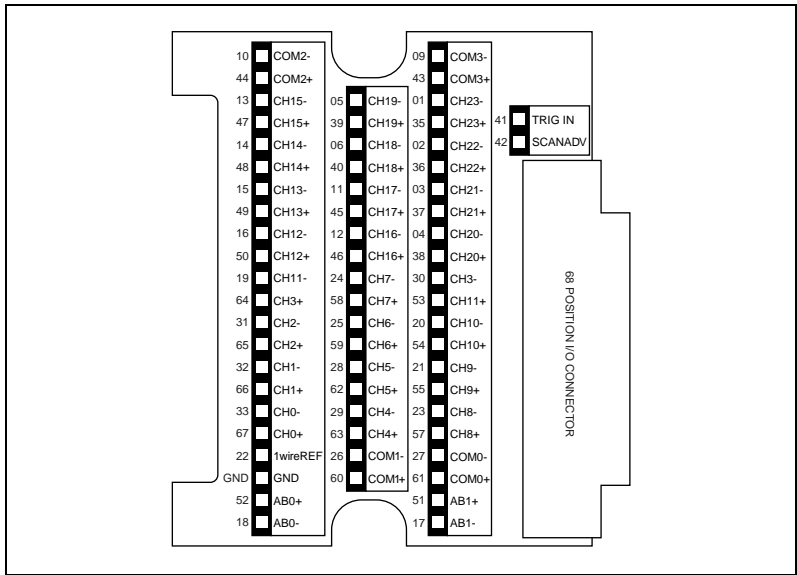 10 COM2-
44 COM2+
13 CH15-
47 CH15+
14 CH14-
48 CH14+
15 CH13-
49 CH13+
16 CH12-
50 CH12+
19 CH11-
64 CH3+
31 CH2-
65 CH2+
32 CH1-
66 CH1+
33 CH0-
67 CH0+
22 1wireREF
GND GND
52 AB0+
18 AB0-
05 CH19-
39 CH19+
06 CH18-
40 CH18+
11 CH17-
45 CH17+
12 CH16-
46 CH16+
24 CH7-
58 CH7+
25 CH6-
59 CH6+
28 CH5-
62 CH5+
29 CH4-
63 CH4+
26 COM1-
60 COM1+
09 COM3-
43 COM3+
01 CH23-
35 CH23+
02 CH22-
36 CH22+
03 CH21-
37 CH21+
04 CH20-
38 CH20+
30 CH3-
53 CH11+
20 CH10-
54 CH10+
21 CH9-
55 CH9+
23 CH8-
57 CH8+
27 COM0-
61 COM0+
51 AB1+
17 AB1-
41 TRIG IN
42 SCANADV
68 POSITION I/O CONNECTOR